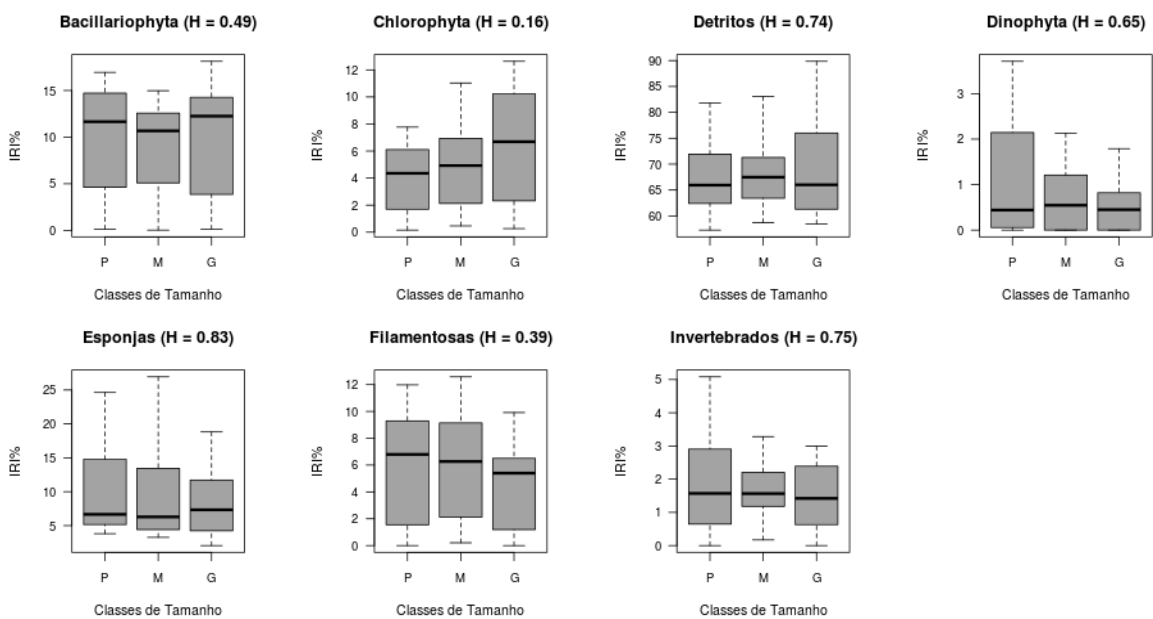 Bacillariophyta (H = 0.49)
IRI%
15
10
5
0
P M G
Classes de Tamanho
Chlorophyta (H = 0.16)
IRI%
12
10
8
6
4
2
0
P M G
Classes de Tamanho
Detritos (H = 0.74)
IRI%
90
85
80
75
70
65
60
P M G
Classes de Tamanho
Dinophyta (H = 0.65)
IRI%
3
2
1
0
P M G
Classes de Tamanho
Esponjas (H = 0.83)
IRI%
25
20
15
10
5
P M G
Classes de Tamanho
Filamentosas (H = 0.39)
IRI%
12
10
8
6
4
2
0
P M G
Classes de Tamanho
Invertebrados (H = 0.75)
IRI%
5
4
3
2
1
0
P M G
Classes de Tamanho